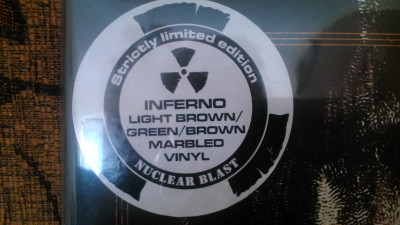 Strictly limited edition
INFERNO
LIGHT BROWN/
GREEN/BROWN
MARBLED
VINYL
NUCLEAR BLAST